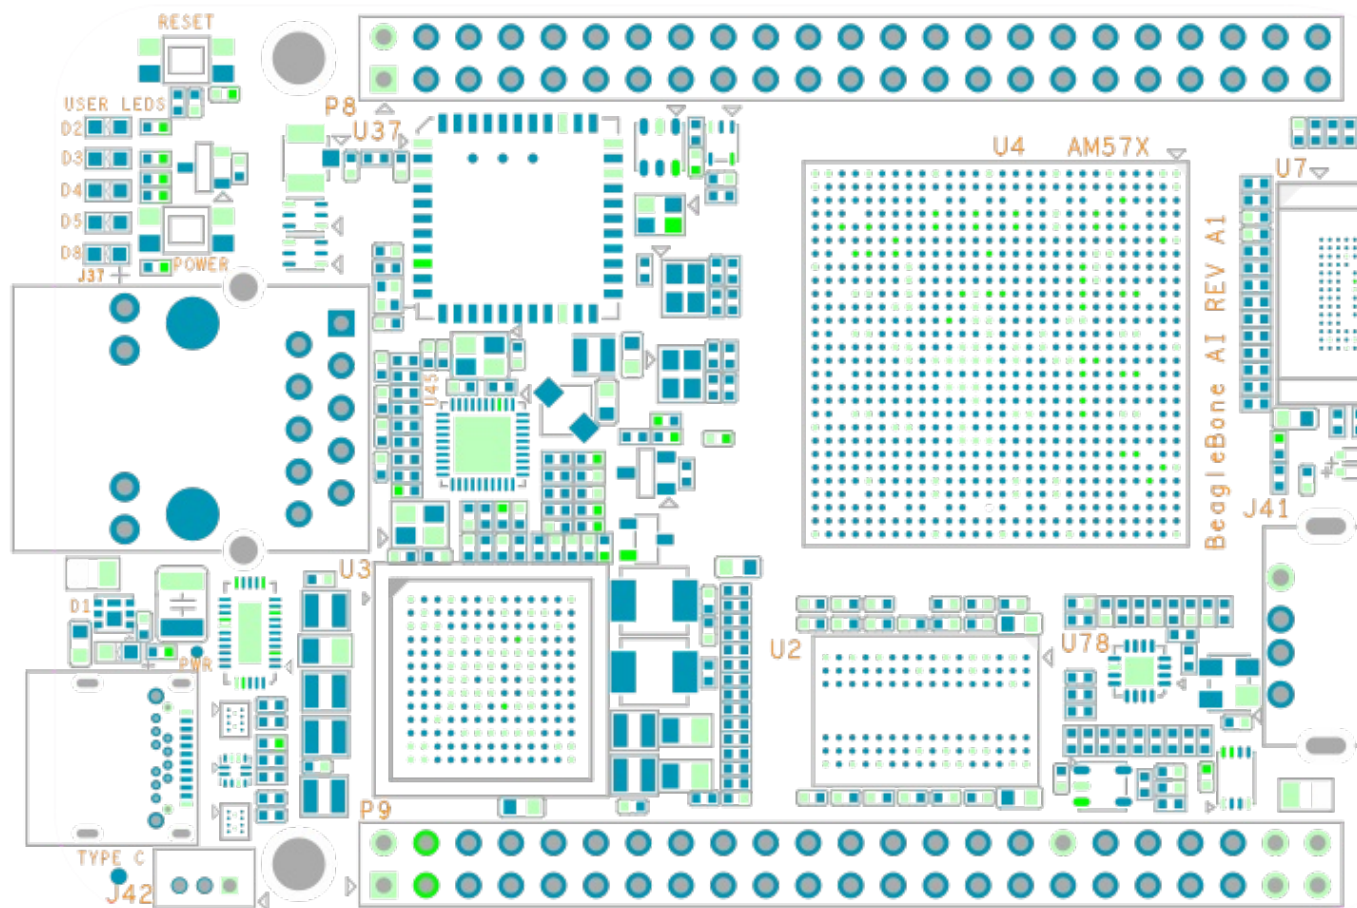 RESET
P8
USER LEDS
D2
U37
D3
U4 AM57X
U7
D4
D5
D8
POWER
J37
BeagleBone AI REV A1
U45
J41
U3
D1
U2
U78
PWR
P9
TYPE C
J42